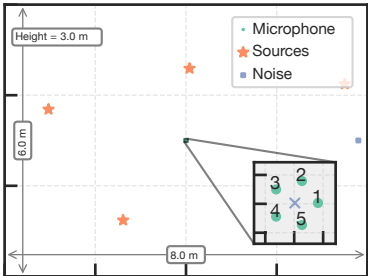 Microphone
Height = 3.0 m
Sources
Noise
6.0 m
2
3
1
4
5
8.0 m